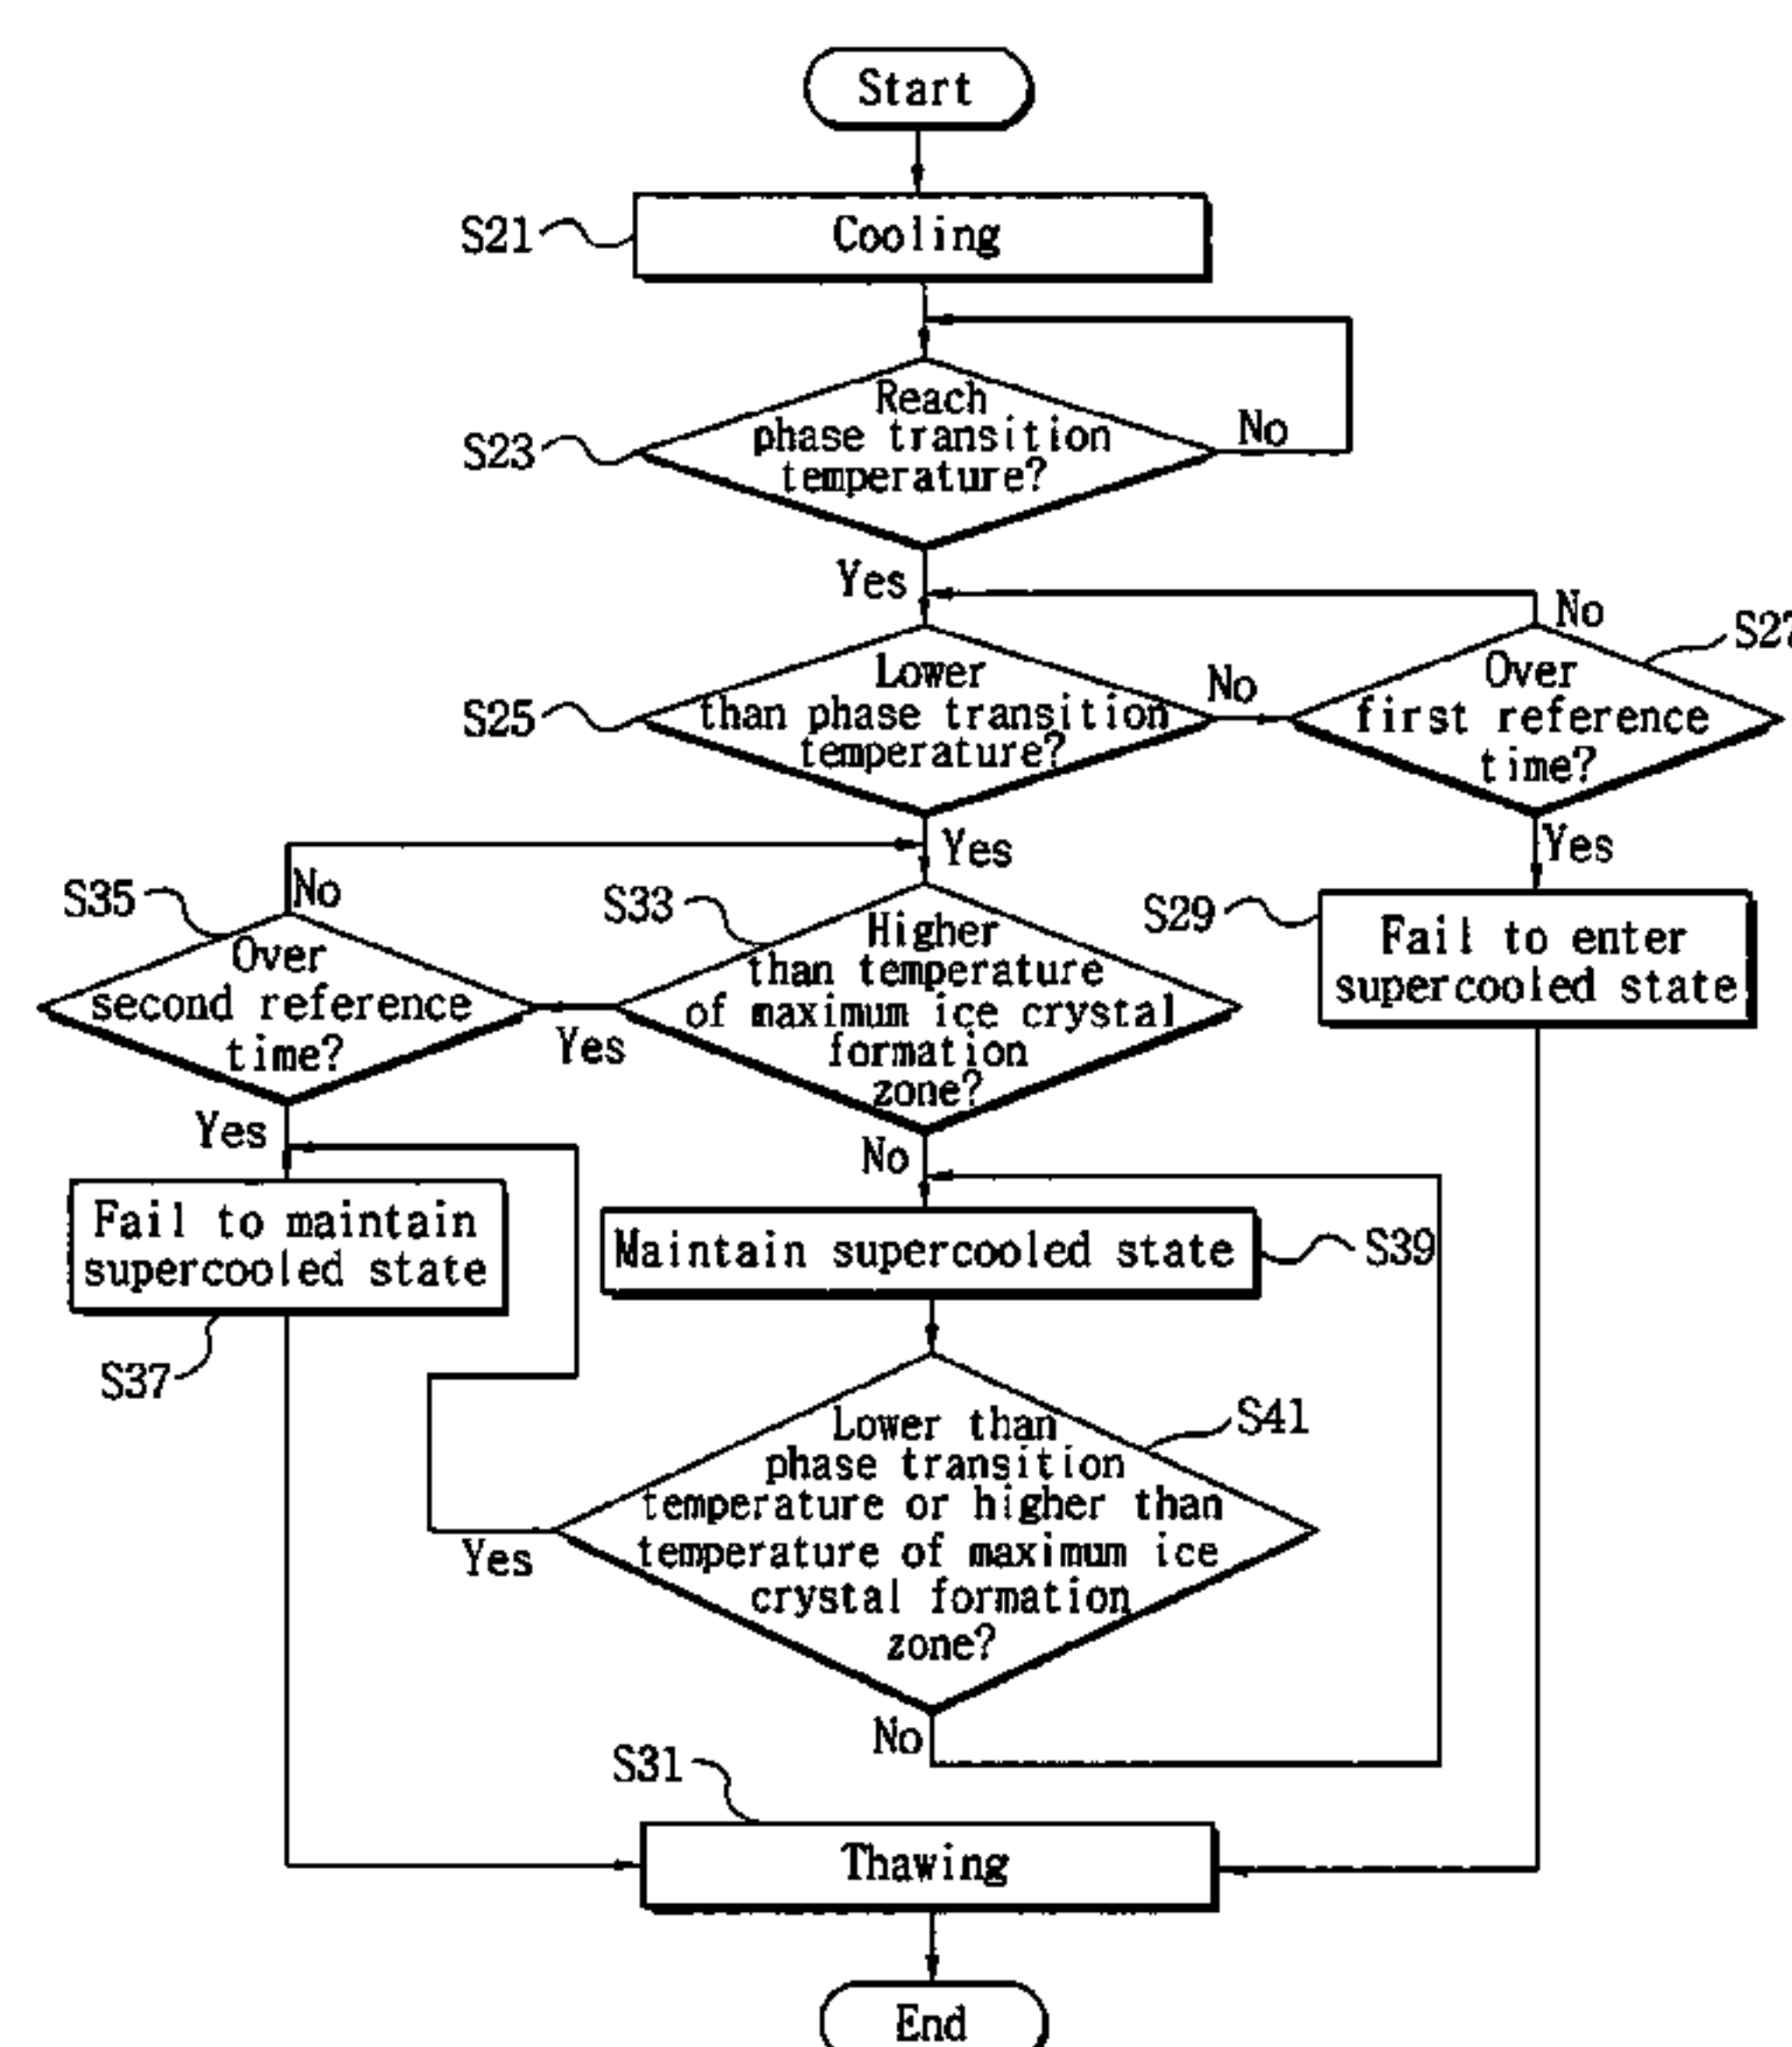 Start
S21
Cooling
S23
Reach
phase transition
temperature?
No
Yes
S25
Lower
than phase transition
temperature?
No
No
S27
Over
first reference
time?
Yes
Yes
S35
No
Over
second reference
time?
Yes
S33
Higher
than temperature
of maximum ice crystal
formation
zone?
Yes
No
S29
Fail to enter
supercooled state
Fail to maintain
supercooled state
S37
Maintain supercooled state
S39
S41
Lower than
phase transition
temperature or higher than
temperature of maximum ice
crystal formation
zone?
Yes
No
S31
Thawing
End